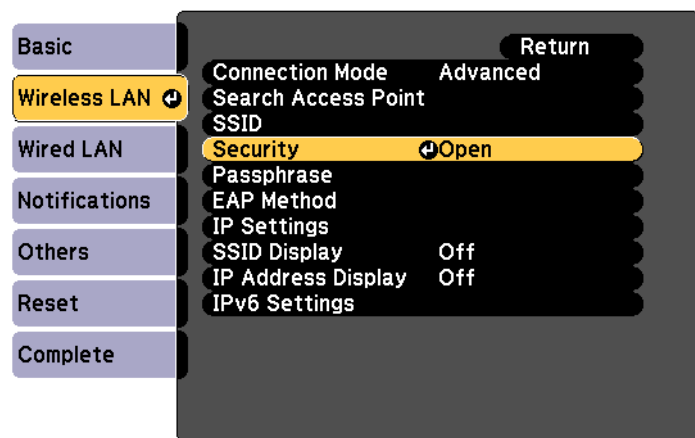 Basic
Wireless LAN
Wired LAN
Notifications
Others
Reset
Complete
Return
Connection Mode Advanced
Search Access Point
SSID
Security Open
Passphrase
EAP Method
IP Settings
SSID Display Off
IP Address Display Off
IPv6 Settings